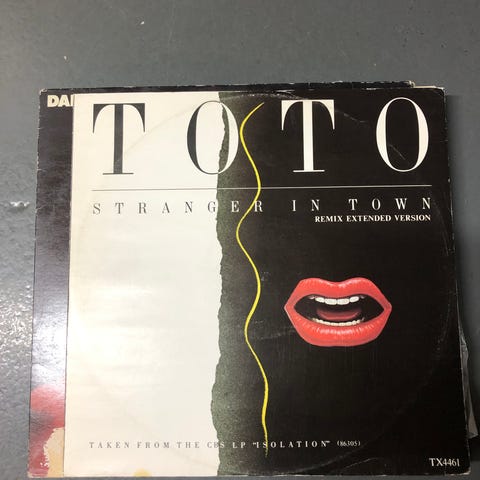 DA
TOTO
STRANGER IN TOWN
REMIX EXTENDED VERSION
TAKEN FROM THE CBS LP "ISOLATION" (86305)
TX4461